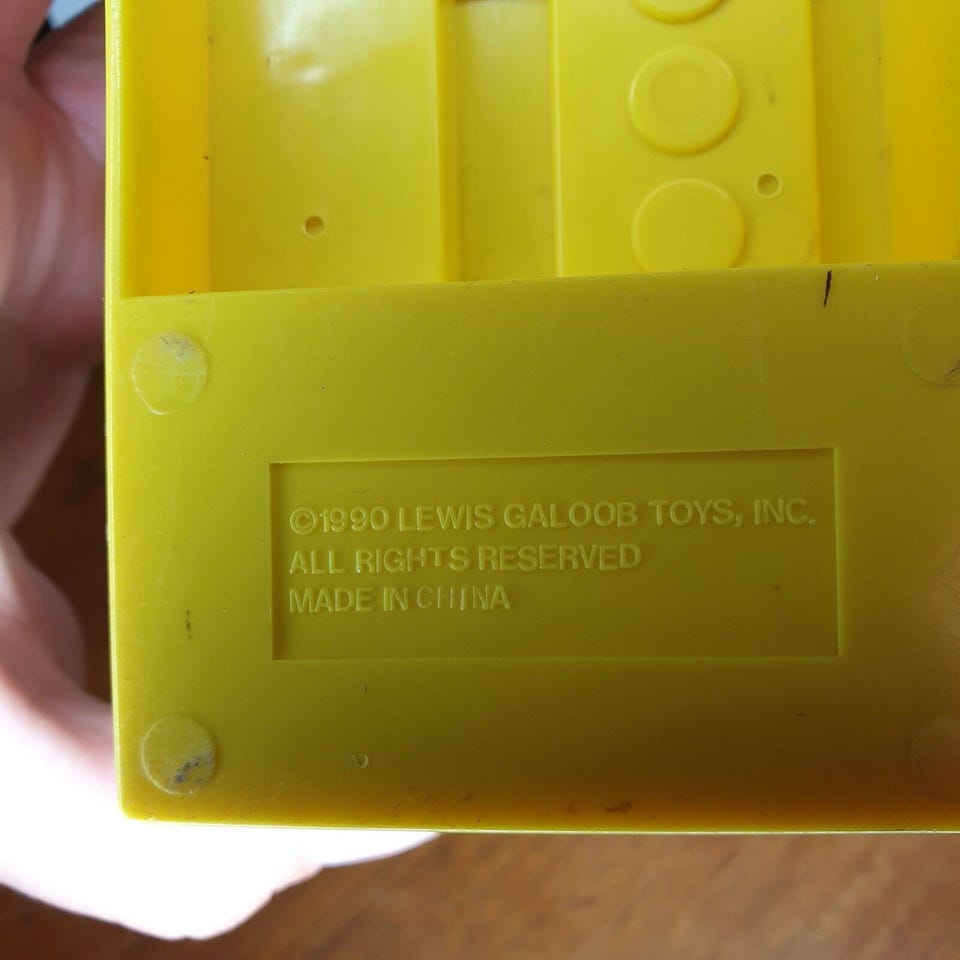 ©1990 LEWIS GALOOB TOYS, INC.
ALL RIGHTS RESERVED
MADE IN CHINA